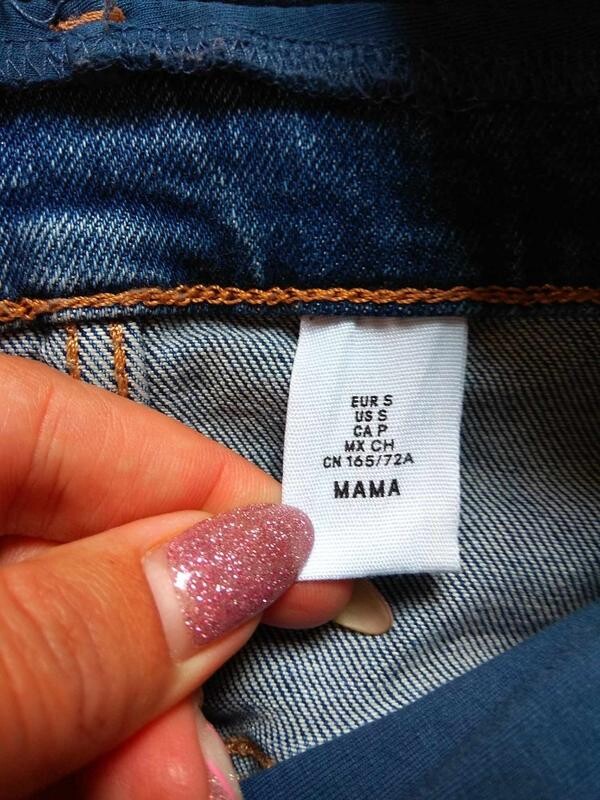 EUR S
US S
CA P
MX CH
CN 165/72A
MAMA